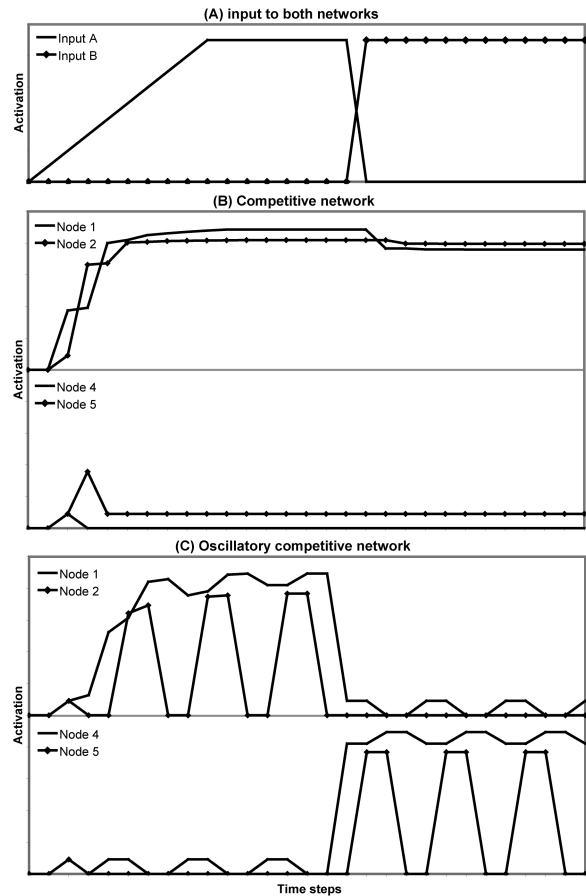 (A) input to both networks
Input A
Input B
Activation
(B) Competitive network
Node 1
Node 2
Activation
Node 4
Node 5
(C) Oscillatory competitive network
Node 1
Node 2
Activation
Node 4
Node 5
Time steps